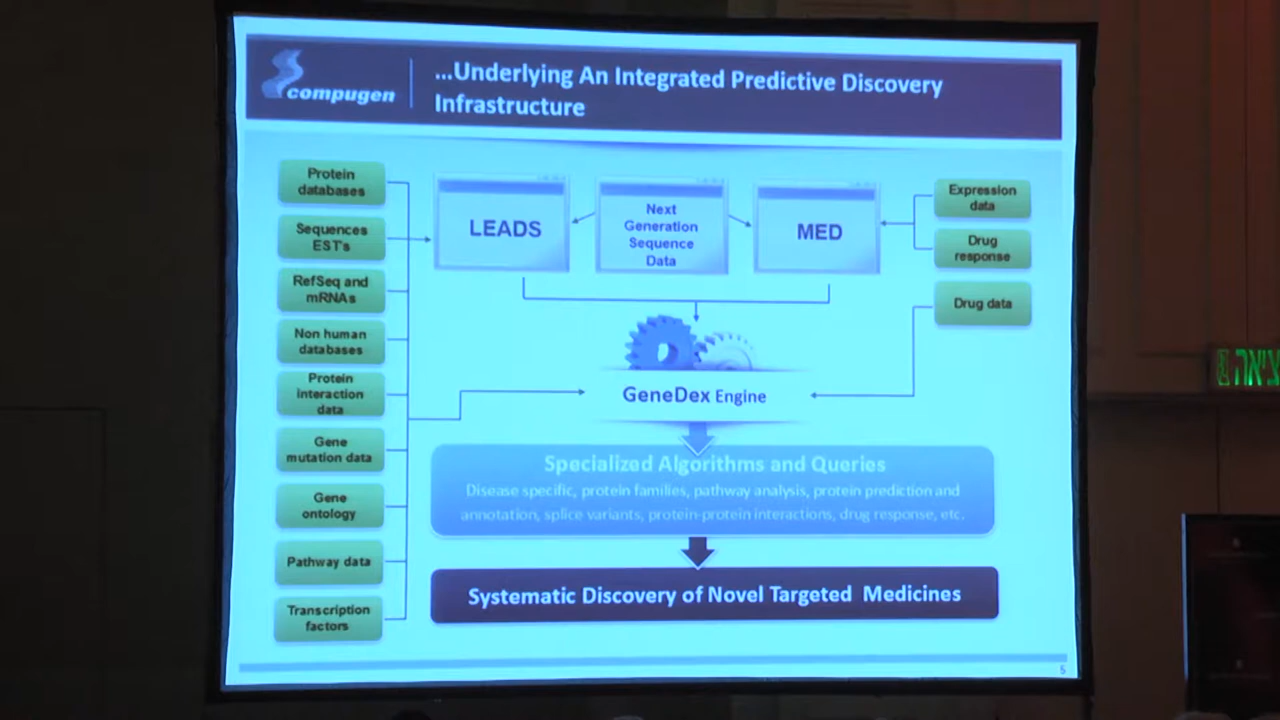 compugen
...Underlying An Integrated Predictive Discovery
Infrastructure
Protein
databases
Sequences
EST's
RefSeq and
mRNAs
Non human
databases
Protein
interaction
data
Gene
mutation data
Gene
ontology
Pathway data
Transcription
factors
LEADS
Next
Generation
Sequence
Data
MED
Expression
data
Drug
response
Drug data
GeneDex Engine
Specialized Algorithms and Queries
Disease specific, protein families, pathway analysis, protein prediction and
annotation, splice variants, protein-protein interactions, drug response, etc.
Systematic Discovery of Novel Targeted Medicines
5